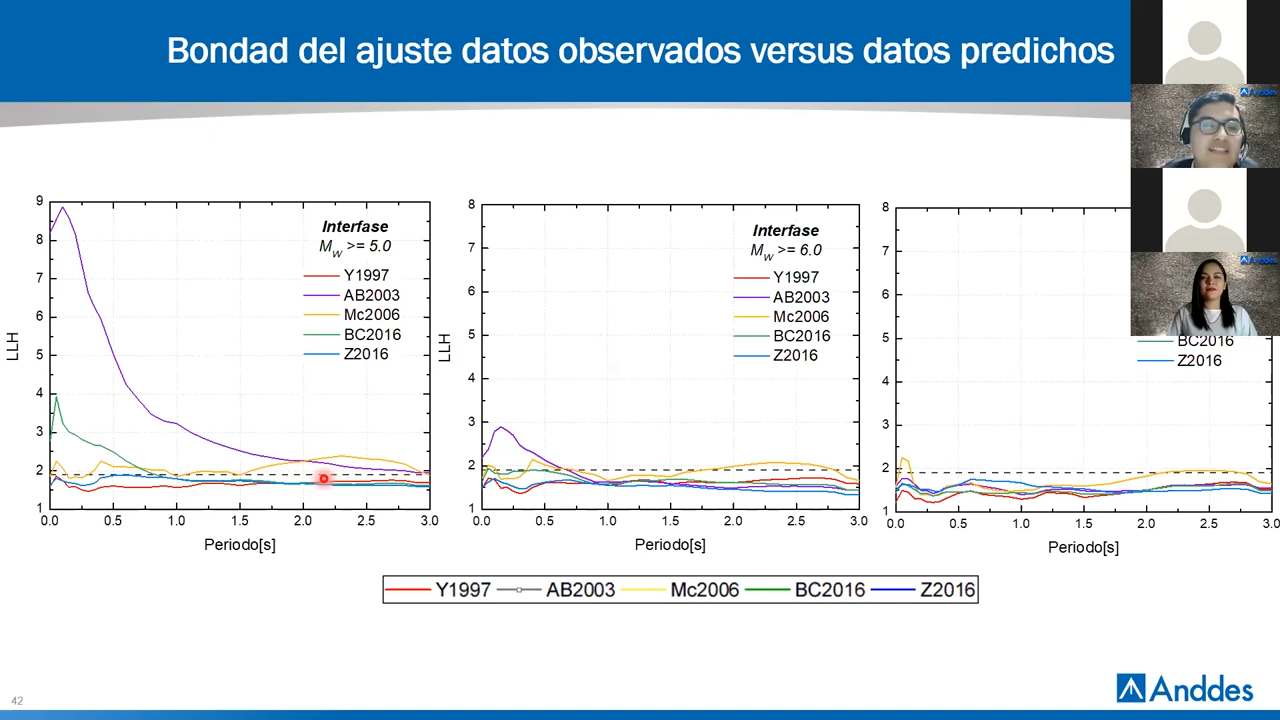 Bondad del ajuste datos observados versus datos predichos
Anddes
Anddes
9
8
7
6
5
4
3
2
1
LLH
0.0 0.5 1.0 1.5 2.0 2.5 3.0
Periodo[s]
Interfase
Mw >= 5.0
Y1997
AB2003
Mc2006
BC2016
Z2016
8
7
6
5
4
3
2
1
LLH
0.0 0.5 1.0 1.5 2.0 2.5 3.0
Periodo[s]
Interfase
Mw >= 6.0
Y1997
AB2003
Mc2006
BC2016
Z2016
8
7
6
5
4
3
2
1
0.0 0.5 1.0 1.5 2.0 2.5 3.0
Periodo[s]
BC2016
Z2016
Y1997 AB2003 Mc2006 BC2016 Z2016
42
Anddes